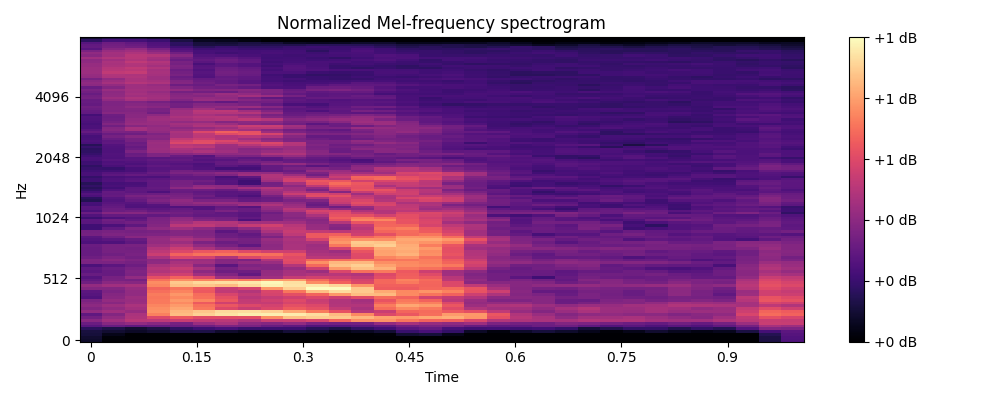 Normalized Mel-frequency spectrogram
Hz
4096
2048
1024
512
0
0 0.15 0.3 0.45 0.6 0.75 0.9
Time
+1 dB
+1 dB
+1 dB
+0 dB
+0 dB
+0 dB